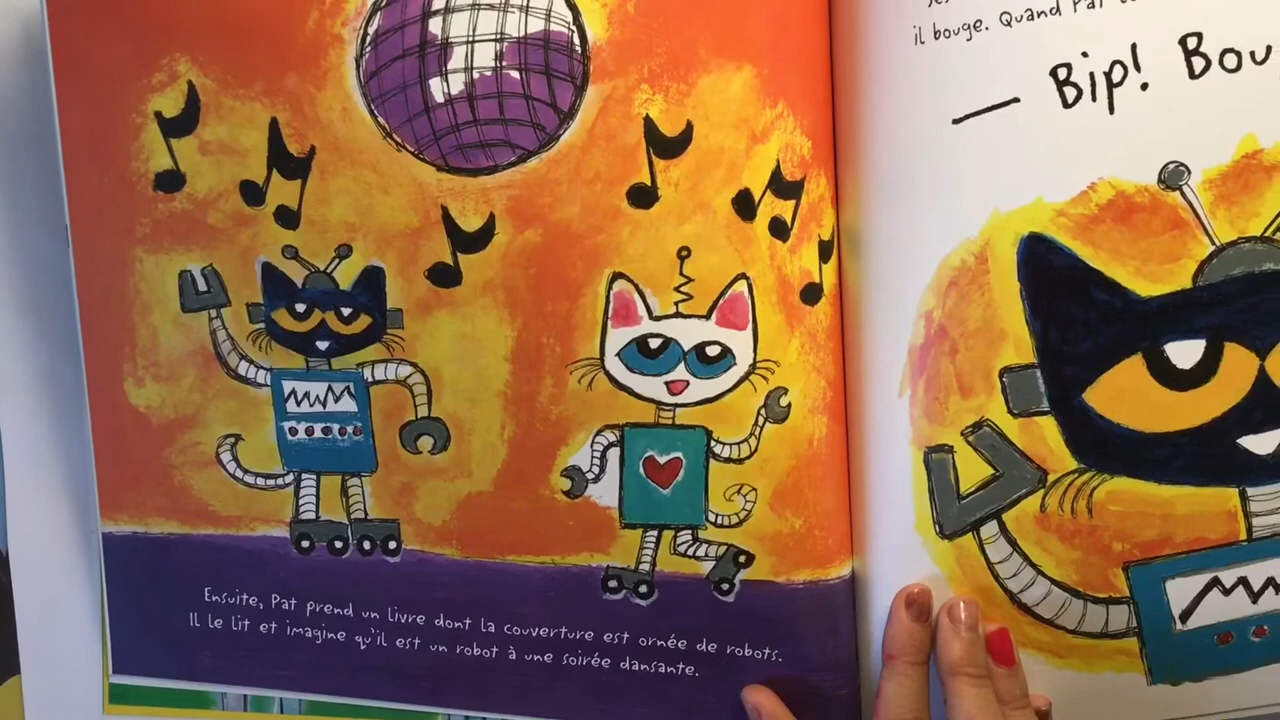 Ensuite, Pat prend un livre dont la couverture est ornée de robots.
Il le lit et imagine qu'il est un robot à une soirée dansante.
il bouge. Quand Pat
— Bip!